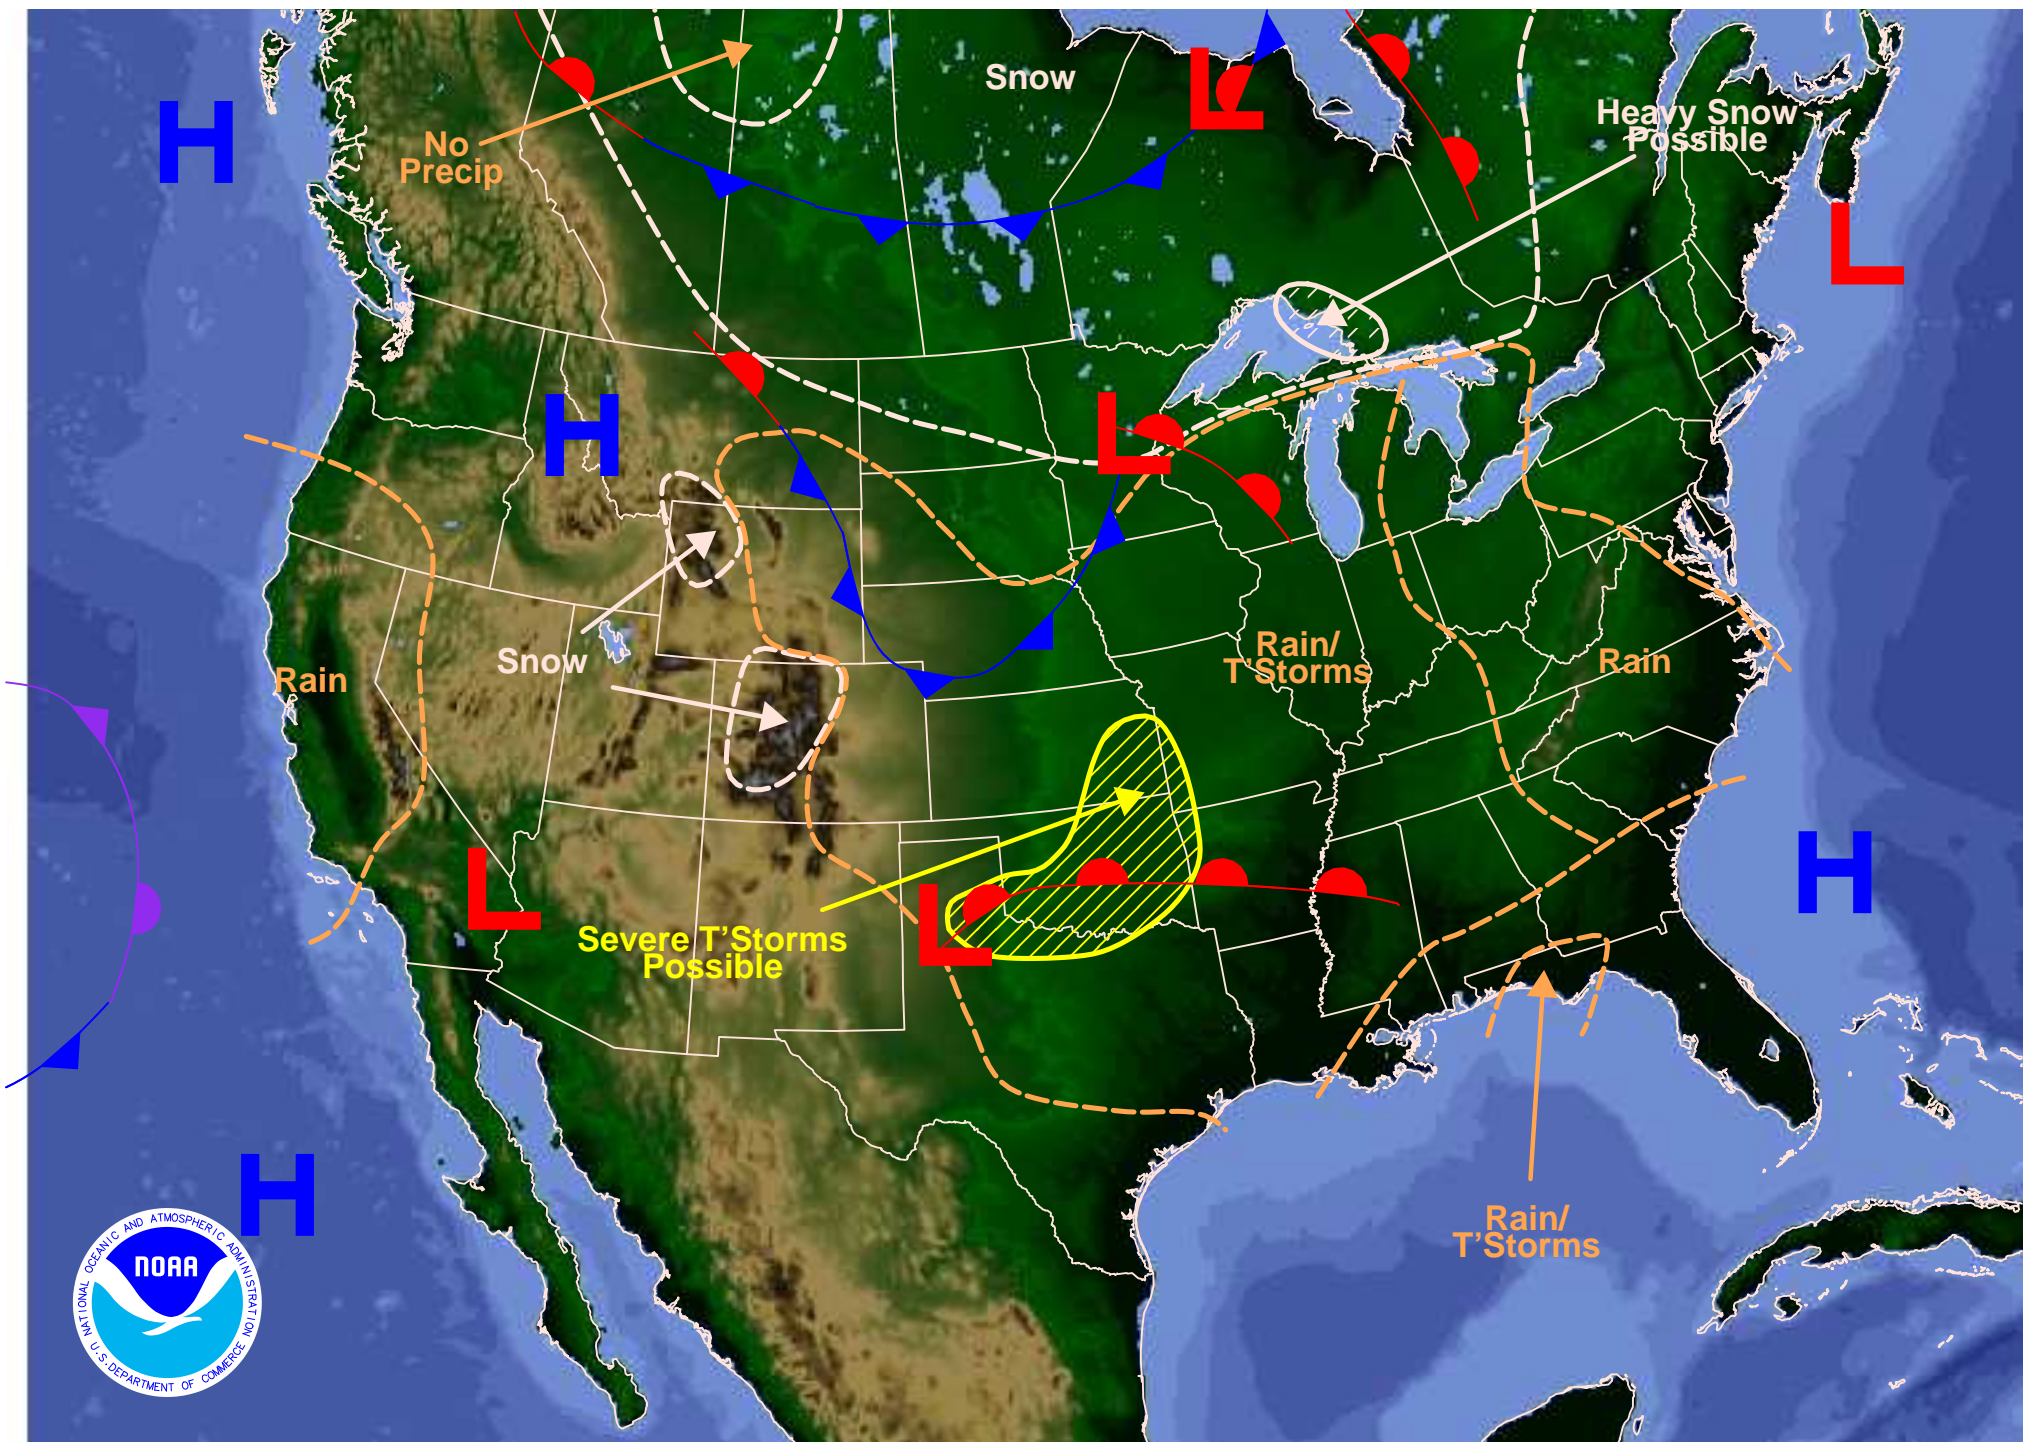 Snow
Heavy Snow
Possible
No
Precip
H
L
L
H
L
Rain/
T'Storms
Rain
Snow
Rain
L
L
H
Severe T'Storms
Possible
H
Rain/
T'Storms
NATIONAL OCEANIC AND ATMOSPHERIC ADMINISTRATION
NOAA
U.S. DEPARTMENT OF COMMERCE